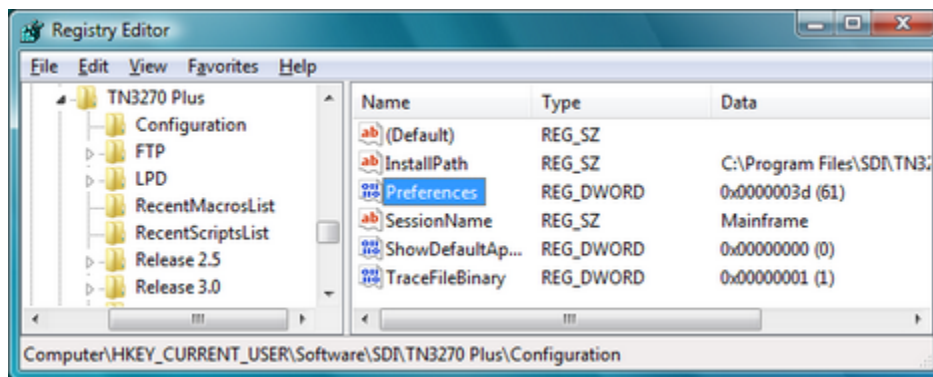 Registry Editor
File Edit View Favorites Help
TN3270 Plus
Configuration
FTP
LPD
RecentMacrosList
RecentScriptsList
Release 2.5
Release 3.0
Name Type Data
(Default) REG_SZ
InstallPath REG_SZ C:\Program Files\SDI\TN32
Preferences REG_DWORD 0x0000003d (61)
SessionName REG_SZ Mainframe
ShowDefaultAp... REG_DWORD 0x00000000 (0)
TraceFileBinary REG_DWORD 0x00000001 (1)
Computer\HKEY_CURRENT_USER\Software\SDI\TN3270 Plus\Configuration